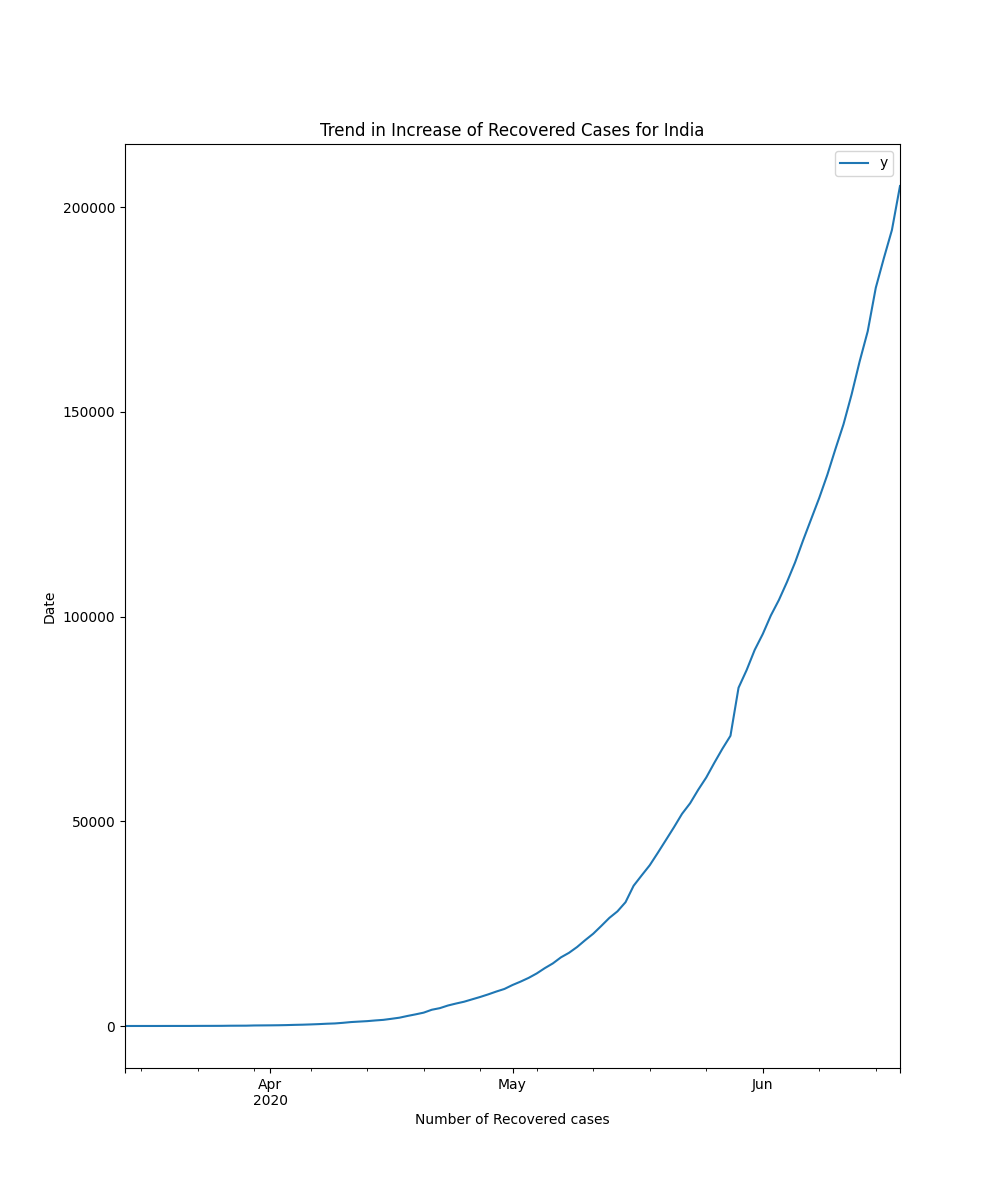 Trend in Increase of Recovered Cases for India
y
200000
150000
100000
50000
0
Date
Apr
2020
May
Jun
Number of Recovered cases